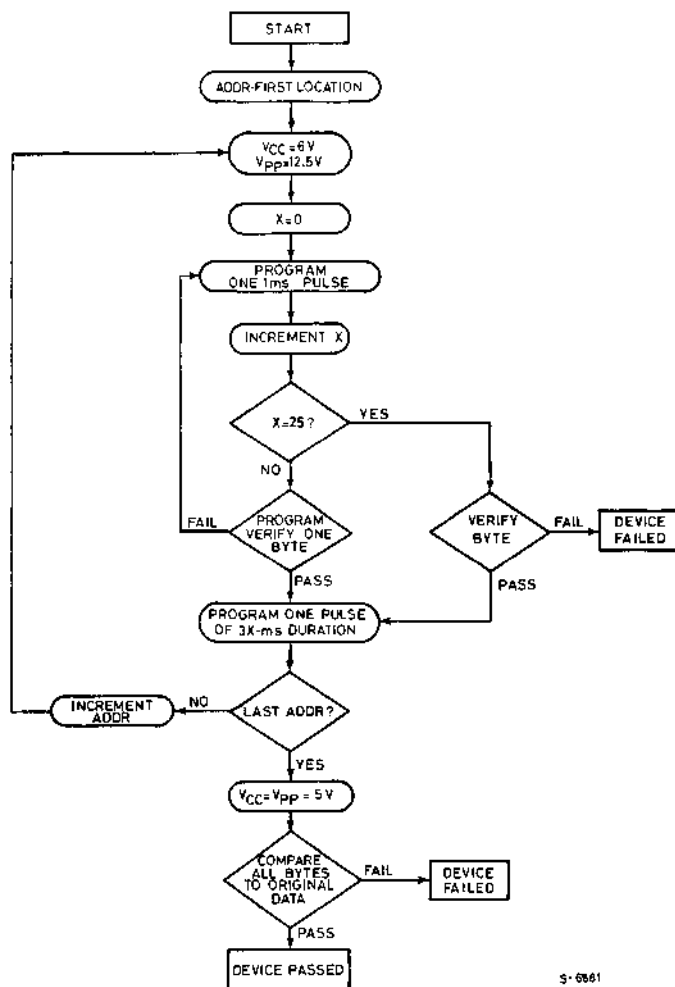 START
ADDR-FIRST LOCATION
VCC=6V
VPP=12.5V
X=0
PROGRAM
ONE 1ms PULSE
INCREMENT X
X=25?
YES
NO
FAIL
PROGRAM
VERIFY ONE
BYTE
VERIFY
BYTE
FAIL
DEVICE
FAILED
PASS
PASS
PROGRAM ONE PULSE
OF 3X-ms DURATION
INCREMENT
ADDR
NO
LAST ADDR?
YES
VCC=VPP=5V
COMPARE
ALL BYTES
TO ORIGINAL
DATA
FAIL
DEVICE
FAILED
PASS
DEVICE PASSED